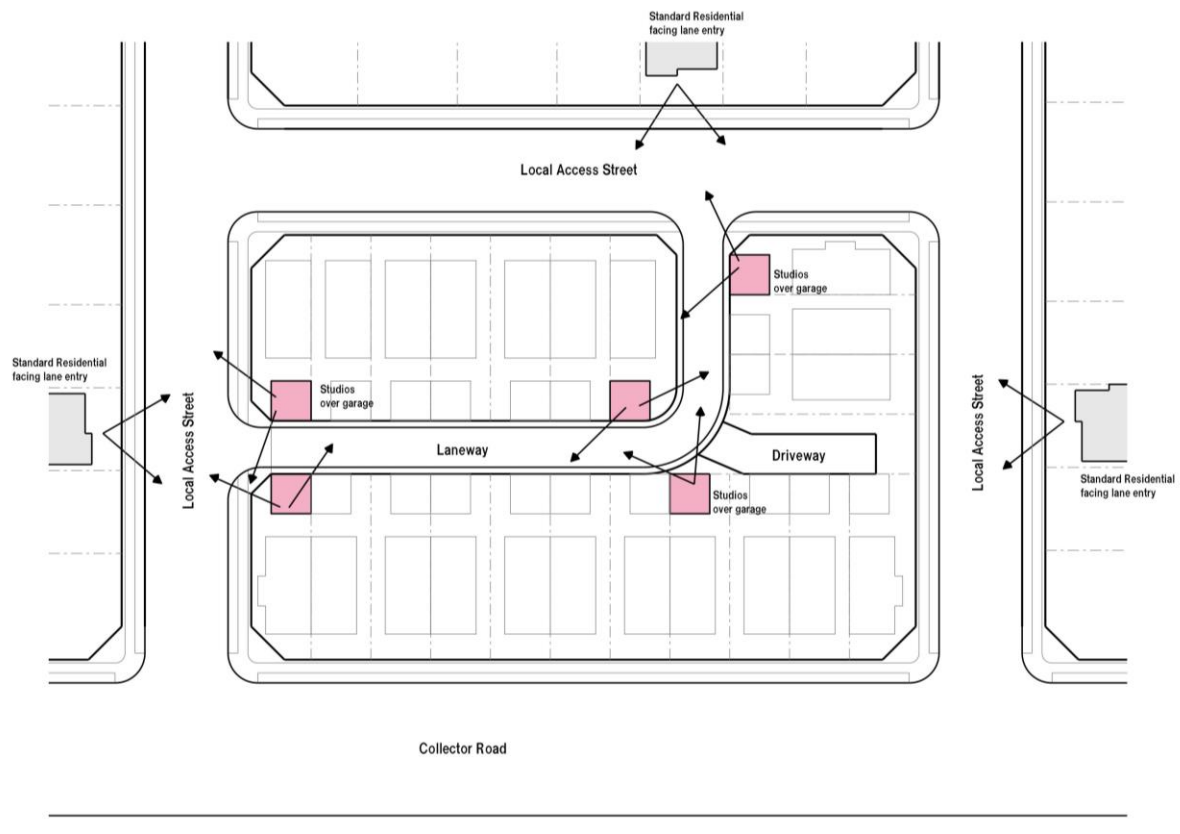 Standard Residential
facing lane entry
Local Access Street
Studios
over garage
Standard Residential
facing lane entry
Studios
over garage
Local Access Street
Local Access Street
Laneway
Driveway
Standard Residential
facing lane entry
Studios
over garage
Collector Road